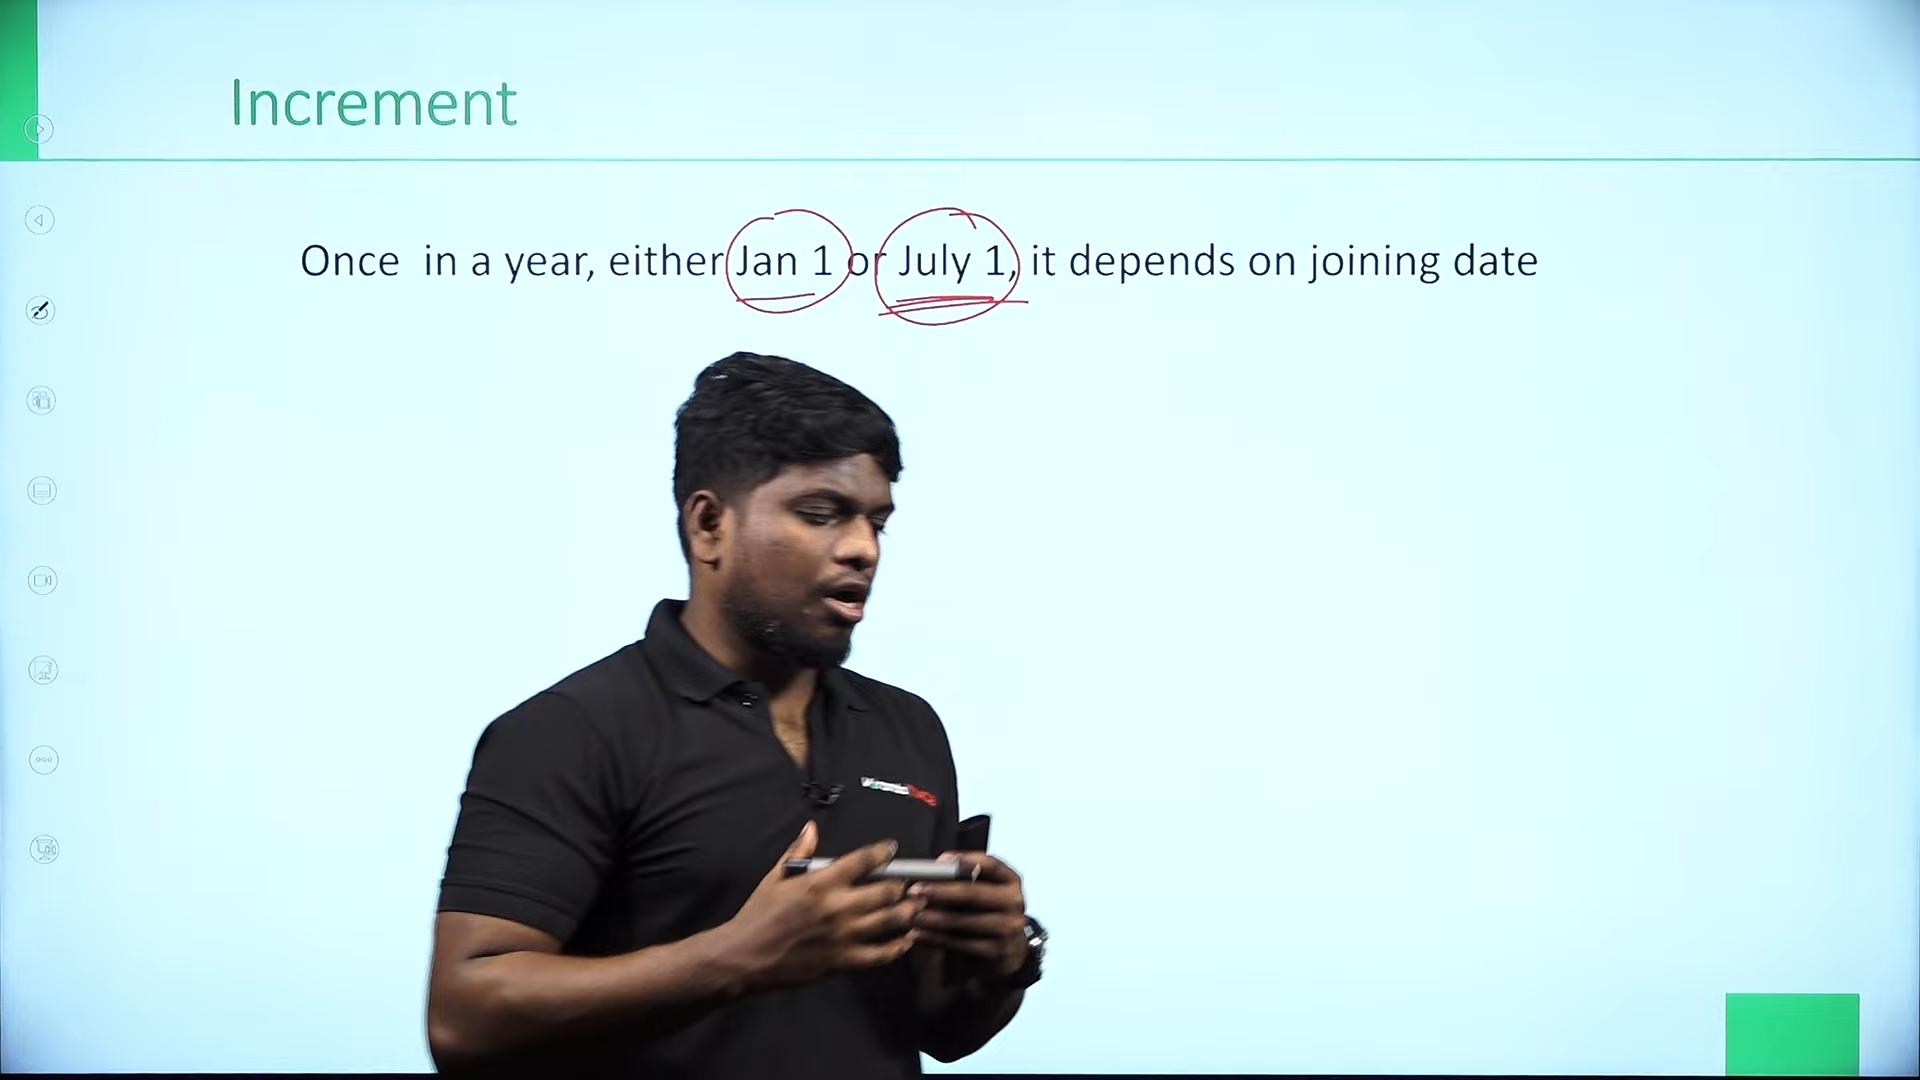 Increment
Once in a year, either Jan 1 or July 1, it depends on joining date